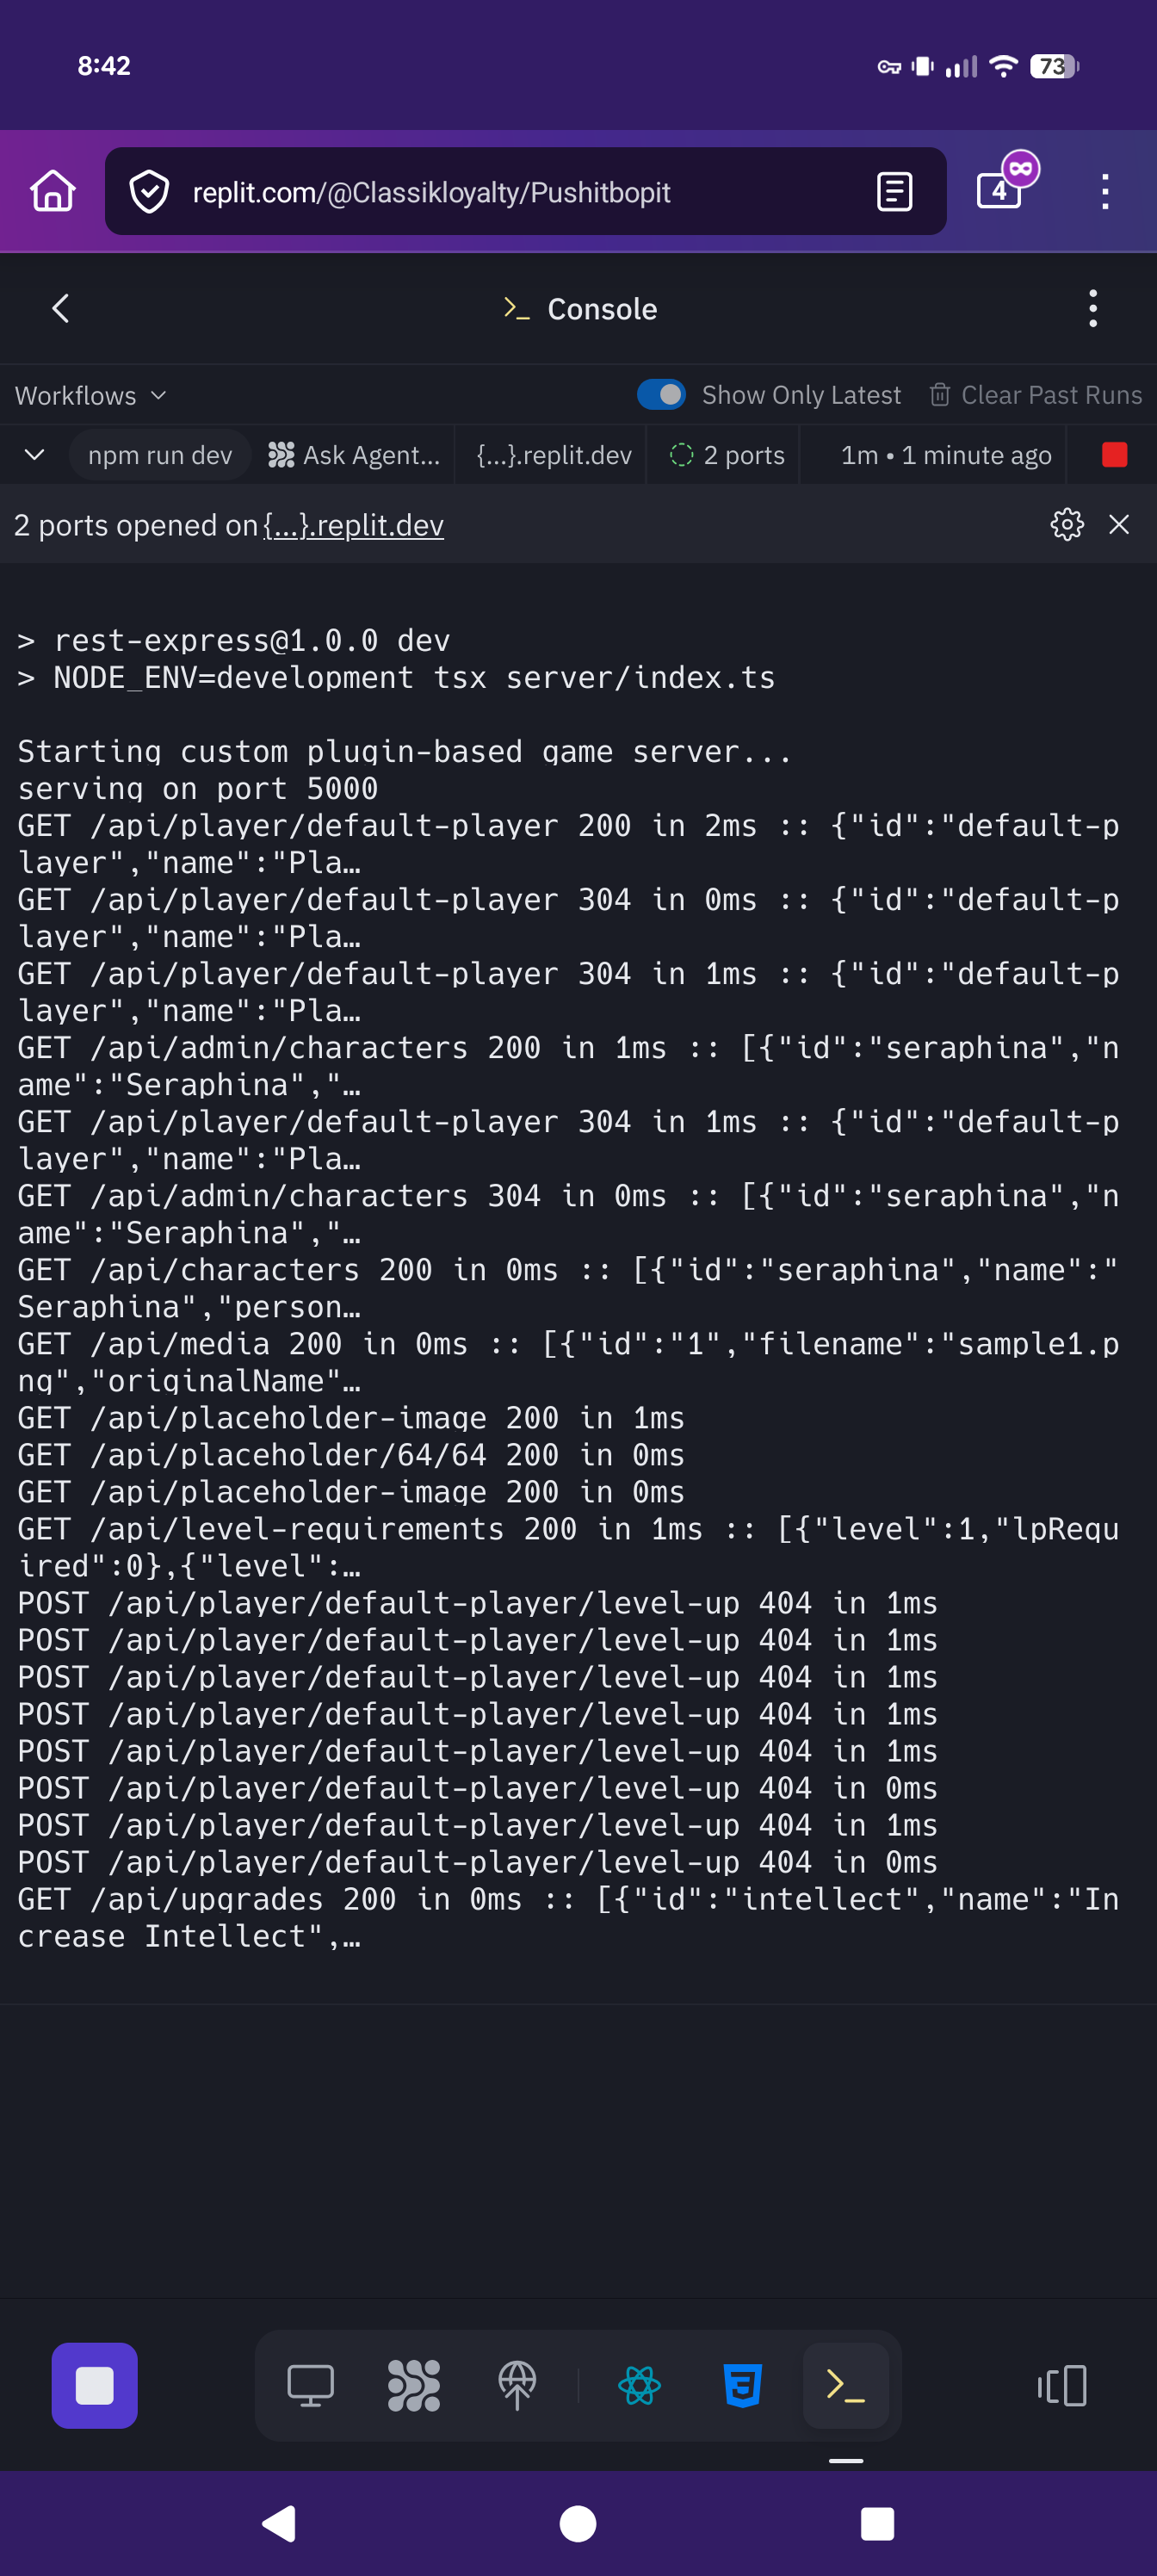 8:42
73
replit.com/@Classikloyalty/Pushitbopit
4
>_ Console
Workflows
Show Only Latest
Clear Past Runs
npm run dev
Ask Agent...
{...}.replit.dev
2 ports
1m • 1 minute ago
2 ports opened on {...}.replit.dev
> rest-express@1.0.0 dev
> NODE_ENV=development tsx server/index.ts
Starting custom plugin-based game server...
serving on port 5000
GET /api/player/default-player 200 in 2ms :: {"id":"default-p
layer","name":"Pla…
GET /api/player/default-player 304 in 0ms :: {"id":"default-p
layer","name":"Pla…
GET /api/player/default-player 304 in 1ms :: {"id":"default-p
layer","name":"Pla…
GET /api/admin/characters 200 in 1ms :: [{"id":"seraphina","n
ame":"Seraphina","…
GET /api/player/default-player 304 in 1ms :: {"id":"default-p
layer","name":"Pla…
GET /api/admin/characters 304 in 0ms :: [{"id":"seraphina","n
ame":"Seraphina","…
GET /api/characters 200 in 0ms :: [{"id":"seraphina","name":"
Seraphina","person…
GET /api/media 200 in 0ms :: [{"id":"1","filename":"sample1.p
ng","originalName"…
GET /api/placeholder-image 200 in 1ms
GET /api/placeholder/64/64 200 in 0ms
GET /api/placeholder-image 200 in 0ms
GET /api/level-requirements 200 in 1ms :: [{"level":1,"lpRequ
ired":0},{"level":…
POST /api/player/default-player/level-up 404 in 1ms
POST /api/player/default-player/level-up 404 in 1ms
POST /api/player/default-player/level-up 404 in 1ms
POST /api/player/default-player/level-up 404 in 1ms
POST /api/player/default-player/level-up 404 in 1ms
POST /api/player/default-player/level-up 404 in 0ms
POST /api/player/default-player/level-up 404 in 1ms
POST /api/player/default-player/level-up 404 in 0ms
GET /api/upgrades 200 in 0ms :: [{"id":"intellect","name":"In
crease Intellect",…